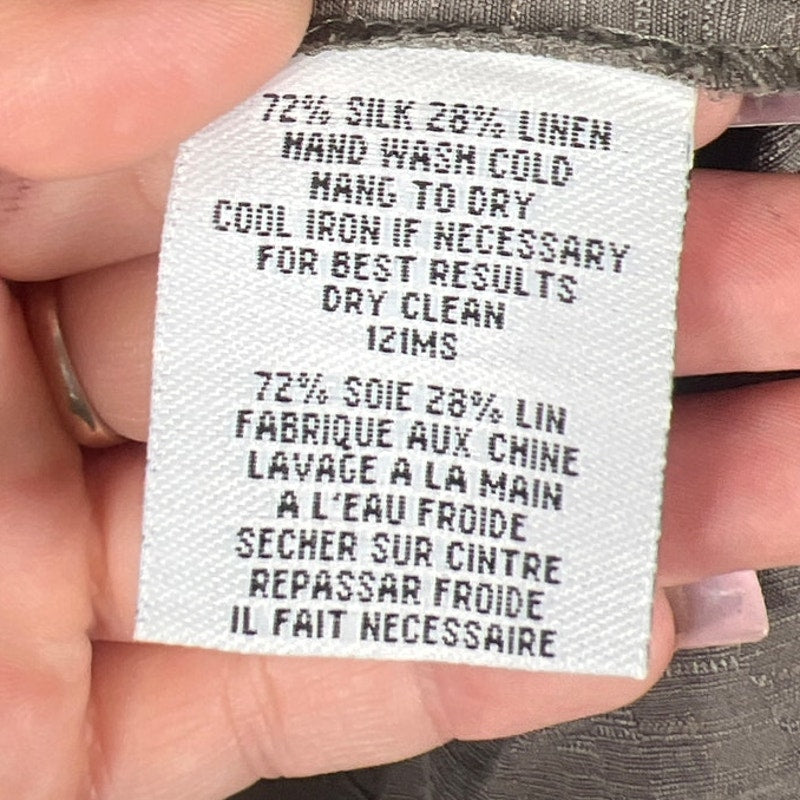 72% SILK 28% LINEN
HAND WASH COLD
HANG TO DRY
COOL IRON IF NECESSARY
FOR BEST RESULTS
DRY CLEAN
121MS
72% SOIE 28% LIN
FABRIQUE AUX CHINE
LAVAGE A LA MAIN
A L'EAU FROIDE
SECHER SUR CINTRE
REPASSAR FROIDE
IL FAIT NECESSAIRE